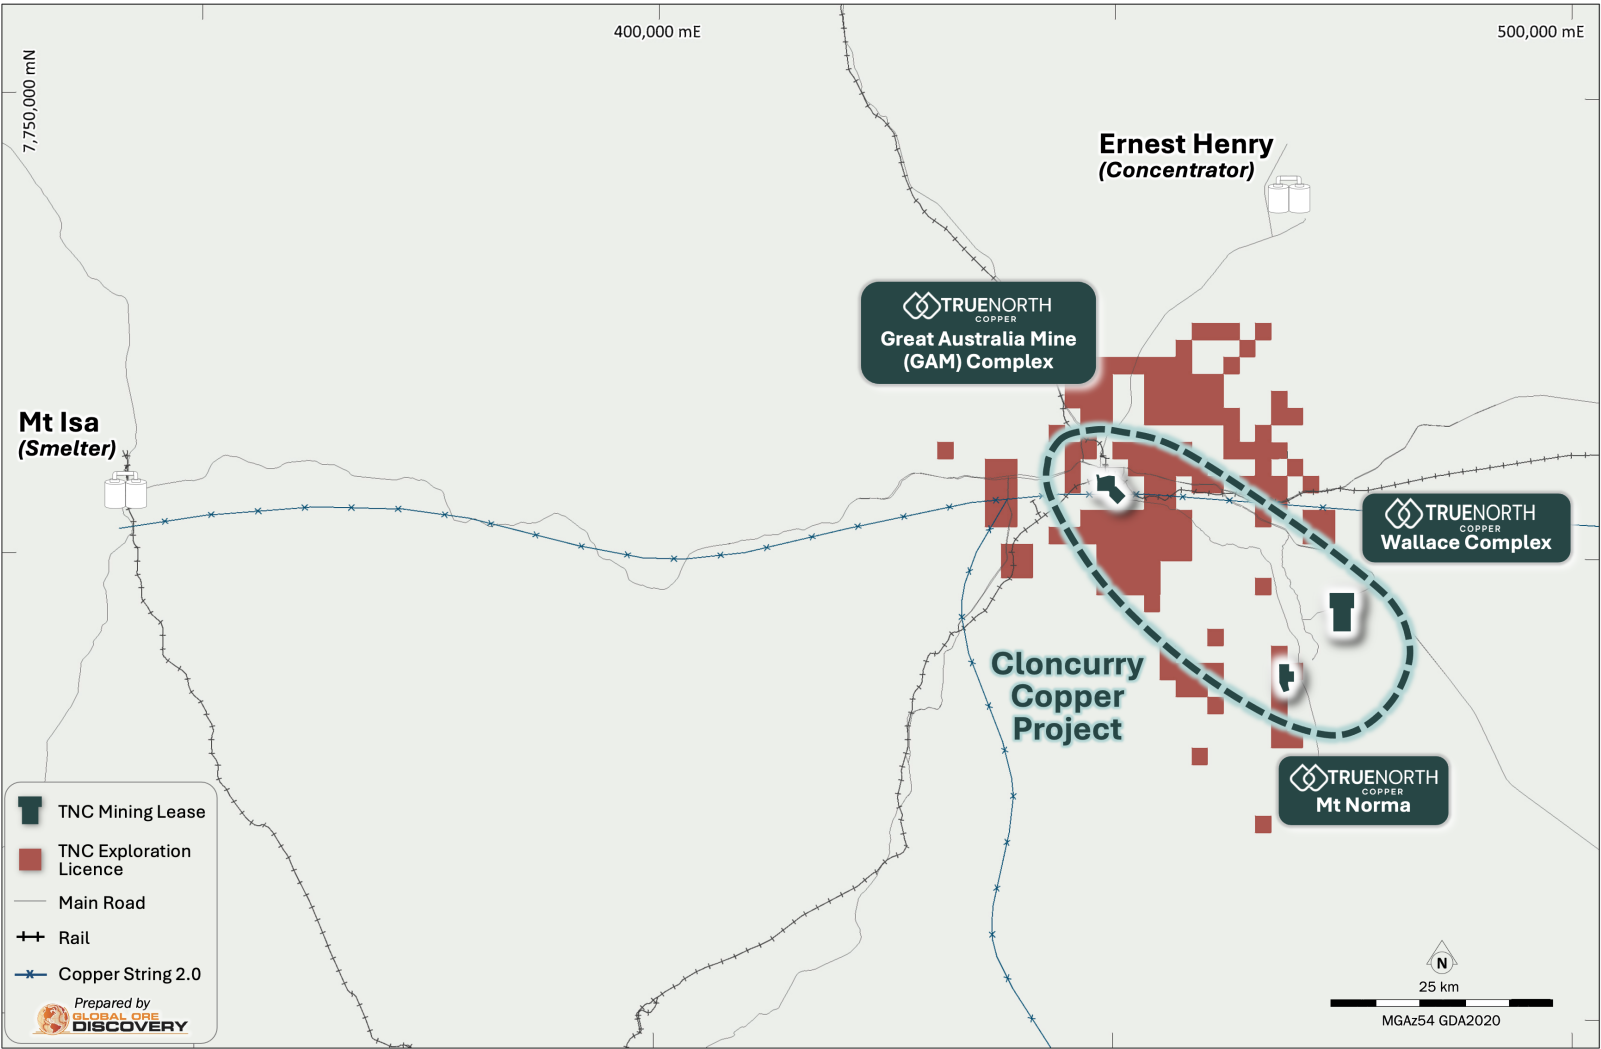 400,000 mE
500,000 mE
7,750,000 mN
Ernest Henry
(Concentrator)
TRUENORTH
COPPER
Great Australia Mine
(GAM) Complex
Mt Isa
(Smelter)
TRUENORTH
COPPER
Wallace Complex
Cloncurry
Copper
Project
TRUENORTH
COPPER
Mt Norma
TNC Mining Lease
TNC Exploration
Licence
Main Road
Rail
Copper String 2.0
Prepared by
GLOBAL ORE
DISCOVERY
N
25 km
MGAz54 GDA2020